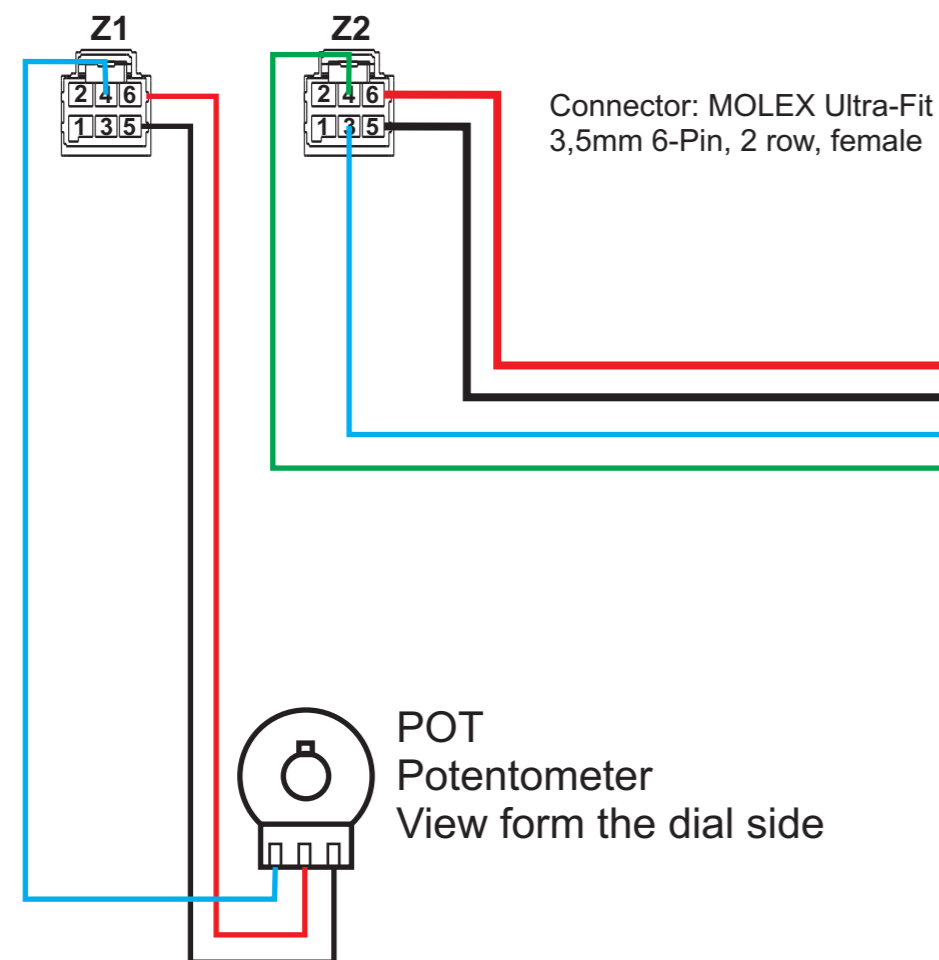 Z1
Z2
2 4 6
1 3 5
2 4 6
1 3 5
Connector: MOLEX Ultra-Fit
3,5mm 6-Pin, 2 row, female
POT
Potentometer
View form the dial side